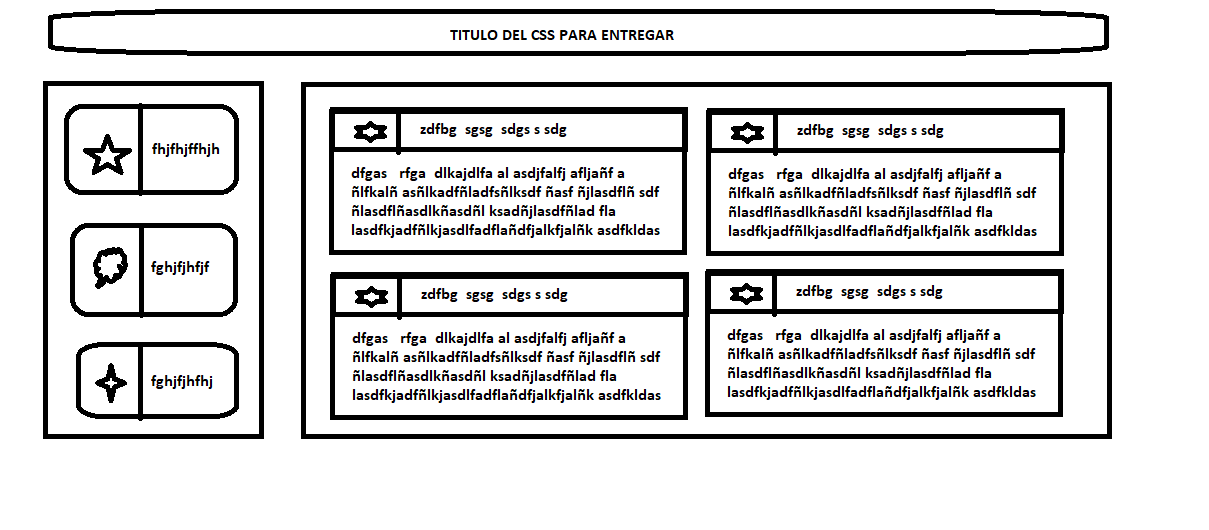 TITULO DEL CSS PARA ENTREGAR
fhjfhjffhjh
fghjfjhfjf
fghjfjhfhj
zdfbg sgsg sdgs s sdg
dfgas rfga dlkajdlfa al asdjfalfj afljañf a
ñlfkalñ asñlkadfñladfsñlksdf ñasf ñjlasdflñ sdf
ñlasdflñasdlkñasdñl ksadñjlasdfñlad fla
lasdfkjadfñlkjasdlfadflañdfjalkfjalñk asdfkldas
zdfbg sgsg sdgs s sdg
dfgas rfga dlkajdlfa al asdjfalfj afljañf a
ñlfkalñ asñlkadfñladfsñlksdf ñasf ñjlasdflñ sdf
ñlasdflñasdlkñasdñl ksadñjlasdfñlad fla
lasdfkjadfñlkjasdlfadflañdfjalkfjalñk asdfkldas
zdfbg sgsg sdgs s sdg
dfgas rfga dlkajdlfa al asdjfalfj afljañf a
ñlfkalñ asñlkadfñladfsñlksdf ñasf ñjlasdflñ sdf
ñlasdflñasdlkñasdñl ksadñjlasdfñlad fla
lasdfkjadfñlkjasdlfadflañdfjalkfjalñk asdfkldas
zdfbg sgsg sdgs s sdg
dfgas rfga dlkajdlfa al asdjfalfj afljañf a
ñlfkalñ asñlkadfñladfsñlksdf ñasf ñjlasdflñ sdf
ñlasdflñasdlkñasdñl ksadñjlasdfñlad fla
lasdfkjadfñlkjasdlfadflañdfjalkfjalñk asdfkldas